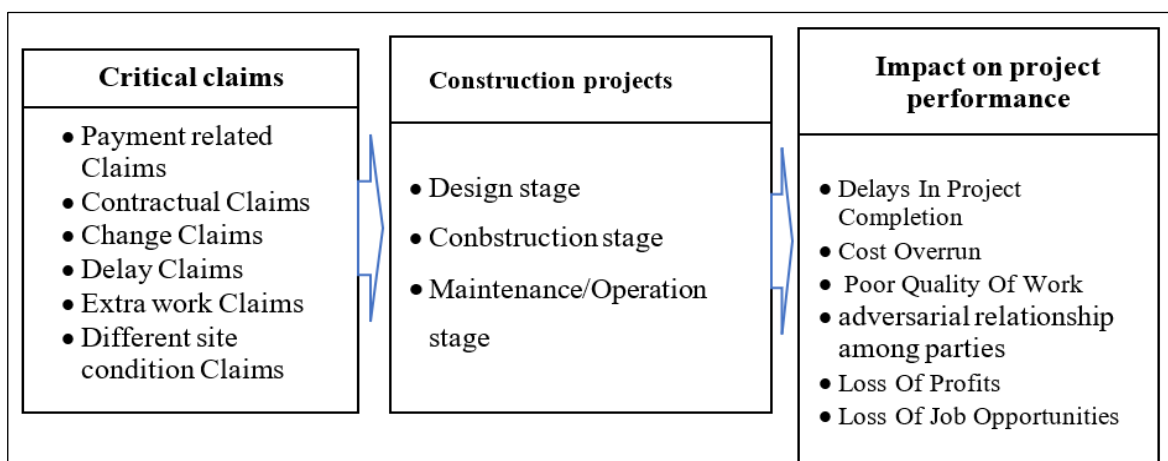 Critical claims
• Payment related
Claims
• Contractual Claims
• Change Claims
• Delay Claims
• Extra work Claims
• Different site
condition Claims
Construction projects
• Design stage
• Conbstruction stage
• Maintenance/Operation
stage
Impact on project
performance
• Delays In Project
Completion
• Cost Overrun
• Poor Quality Of Work
• adversarial relationship
among parties
• Loss Of Profits
• Loss Of Job Opportunities